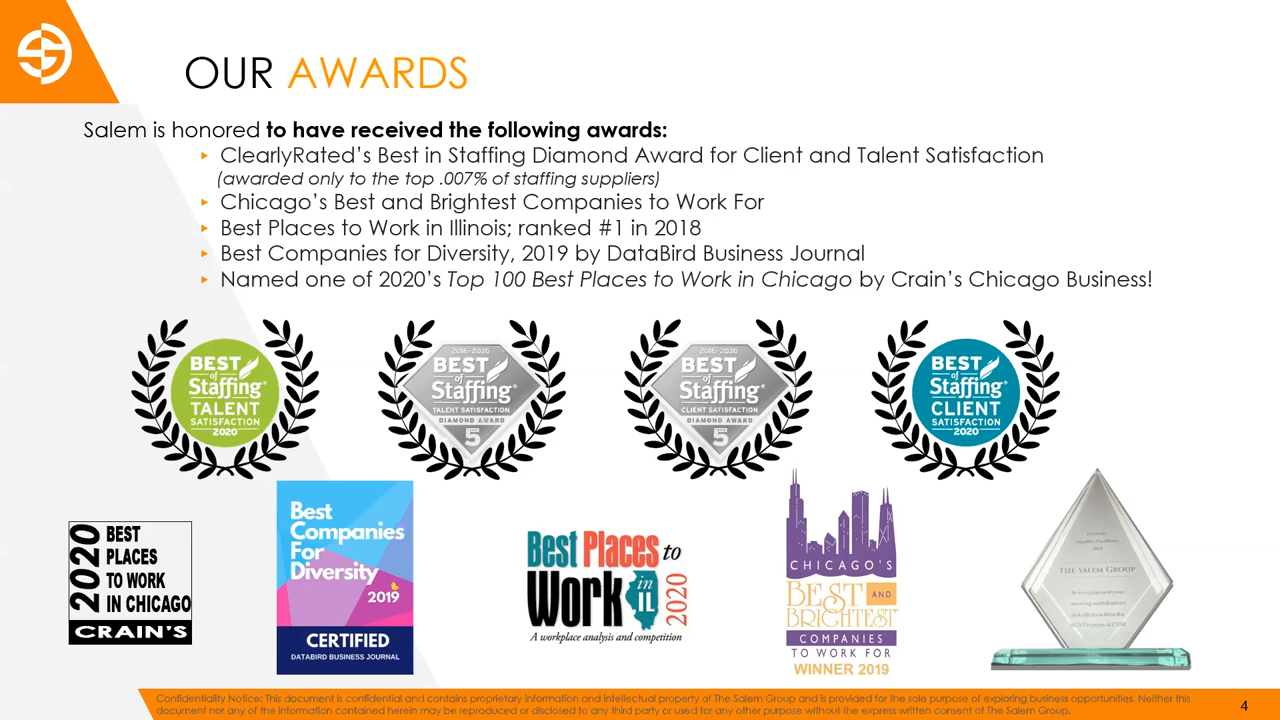 OUR AWARDS
Salem is honored to have received the following awards:
▸ ClearlyRated's Best in Staffing Diamond Award for Client and Talent Satisfaction
(awarded only to the top .007% of staffing suppliers)
▸ Chicago's Best and Brightest Companies to Work For
▸ Best Places to Work in Illinois; ranked #1 in 2018
▸ Best Companies for Diversity, 2019 by DataBird Business Journal
▸ Named one of 2020's Top 100 Best Places to Work in Chicago by Crain's Chicago Business!
BEST
of
Staffing®
TALENT
SATISFACTION
2020
2016-2020
BEST
of
Staffing®
TALENT SATISFACTION
DIAMOND AWARD
5
2016-2020
BEST
of
Staffing®
CLIENT SATISFACTION
DIAMOND AWARD
5
BEST
of
Staffing®
CLIENT
SATISFACTION
2020
2020
BEST
PLACES
TO WORK
IN CHICAGO
CRAIN'S
Best
Companies
For
Diversity
2019
CERTIFIED
DATABIRD BUSINESS JOURNAL
Best Places to
Work in IL 2020
A workplace analysis and competition
CHICAGO'S
BEST AND
BRIGHTEST
COMPANIES
TO WORK FOR
WINNER 2019
THE SALEM GROUP
Confidentiality Notice: This document is confidential and contains proprietary information and intellectual property of The Salem Group and is provided for the sole purpose of exploring business opportunities. Neither this
document nor any of the information contained herein may be reproduced or disclosed to any third party or used for any other purpose without the express written consent of The Salem Group.
4